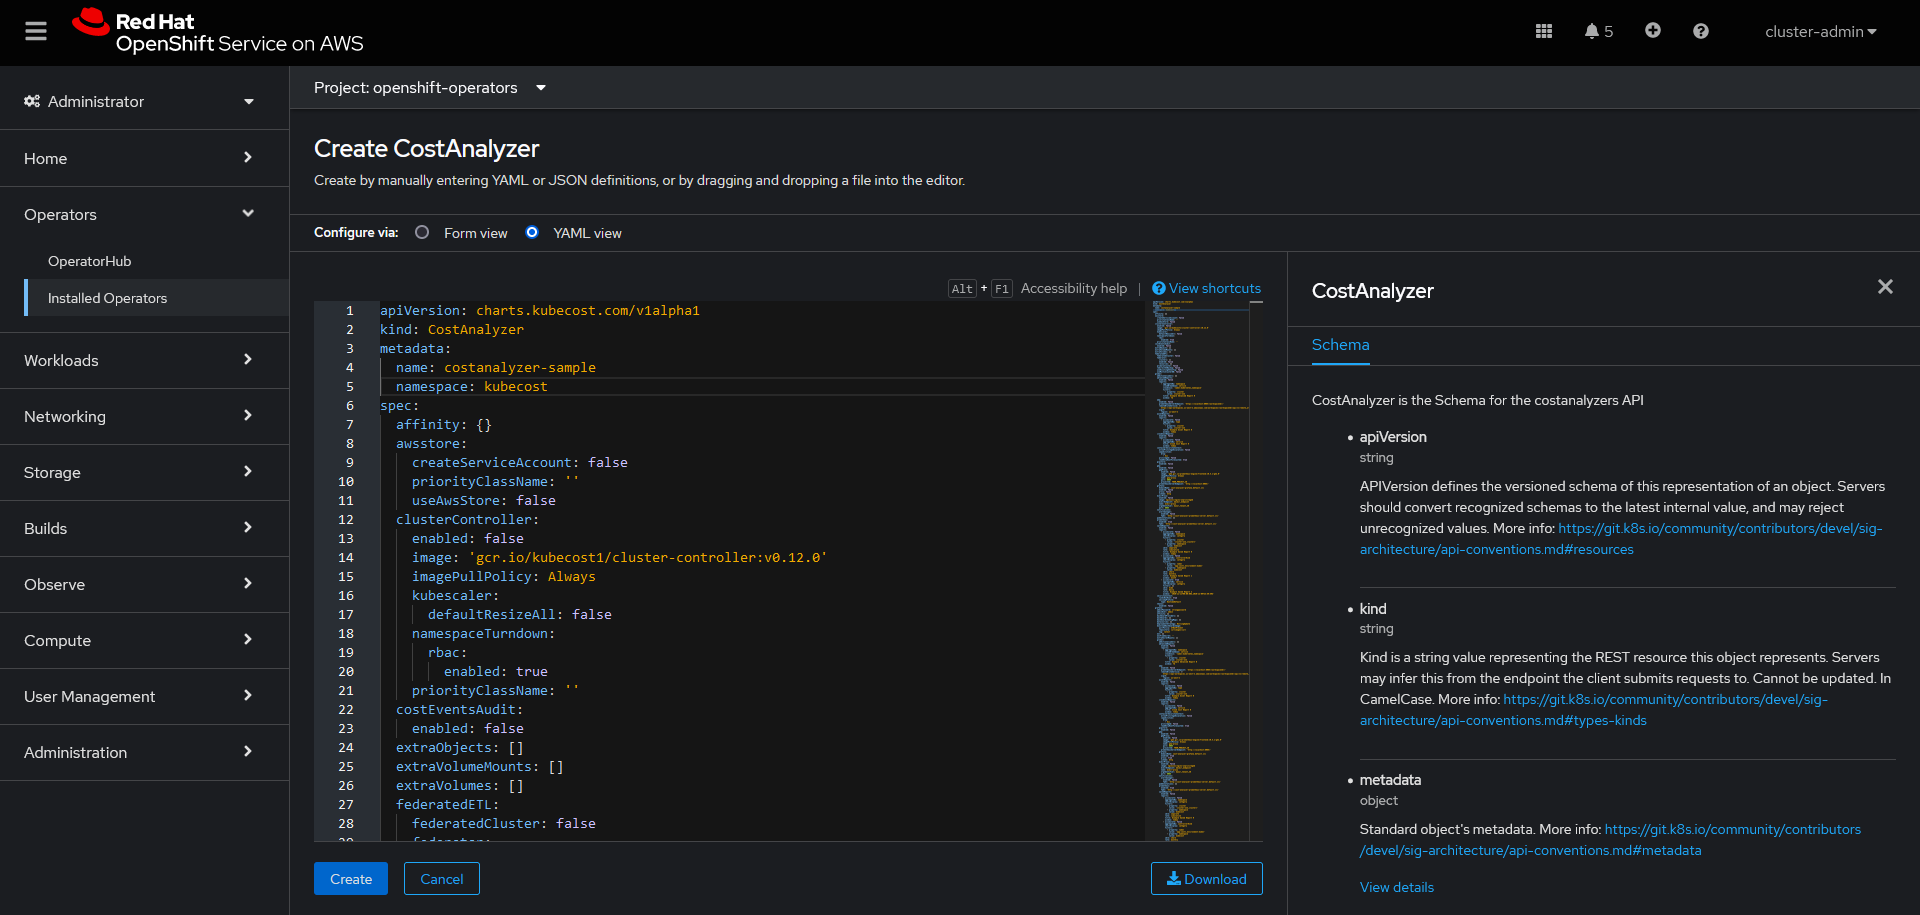 Red Hat
OpenShift Service on AWS
5
cluster-admin
Administrator
Home
Operators
OperatorHub
Installed Operators
Workloads
Networking
Storage
Builds
Observe
Compute
User Management
Administration
Project: openshift-operators
Create CostAnalyzer
Create by manually entering YAML or JSON definitions, or by dragging and dropping a file into the editor.
Configure via: Form view YAML view
Alt + F1 Accessibility help | View shortcuts
1 apiVersion: charts.kubecost.com/v1alpha1
2 kind: CostAnalyzer
3 metadata:
4 name: costanalyzer-sample
5 namespace: kubecost
6 spec:
7 affinity: {}
8 awsstore:
9 createServiceAccount: false
10 priorityClassName: ''
11 useAwsStore: false
12 clusterController:
13 enabled: false
14 image: 'gcr.io/kubecost1/cluster-controller:v0.12.0'
15 imagePullPolicy: Always
16 kubescaler:
17 defaultResizeAll: false
18 namespaceTurndown:
19 rbac:
20 enabled: true
21 priorityClassName: ''
22 costEventsAudit:
23 enabled: false
24 extraObjects: []
25 extraVolumeMounts: []
26 extraVolumes: []
27 federatedETL:
28 federatedCluster: false
Create
Cancel
Download
CostAnalyzer
Schema
CostAnalyzer is the Schema for the costanalyzers API
• apiVersion
string
APIVersion defines the versioned schema of this representation of an object. Servers
should convert recognized schemas to the latest internal value, and may reject
unrecognized values. More info: https://git.k8s.io/community/contributors/devel/sig-
architecture/api-conventions.md#resources
• kind
string
Kind is a string value representing the REST resource this object represents. Servers
may infer this from the endpoint the client submits requests to. Cannot be updated. In
CamelCase. More info: https://git.k8s.io/community/contributors/devel/sig-
architecture/api-conventions.md#types-kinds
• metadata
object
Standard object's metadata. More info: https://git.k8s.io/community/contributors
/devel/sig-architecture/api-conventions.md#metadata
View details